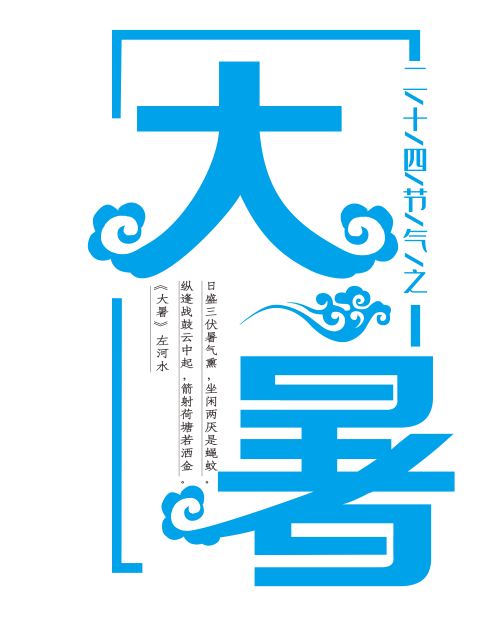 大暑
二十四节气之
日盛三伏暑气熏，坐闲两厌是蝇蚊。
纵逢战鼓云中起，箭射荷塘若洒金。
《大暑》左河水